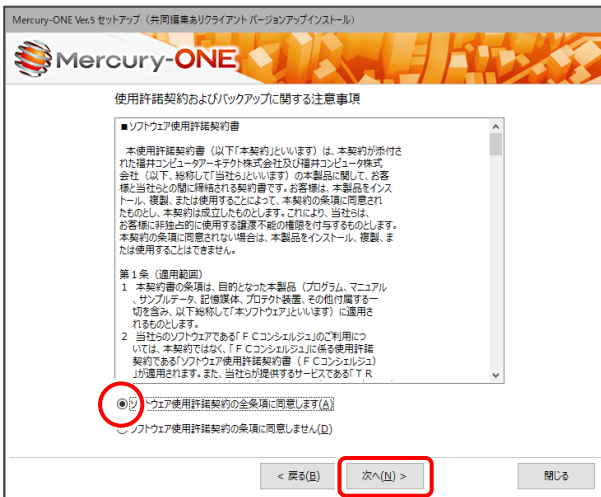 Mercury-ONE Ver.5 セットアップ（共同編集ありクライアント バージョンアップインストール）
Mercury-ONE
使用許諾契約およびバックアップに関する注意事項
■ソフトウェア使用許諾契約書
本使用許諾契約書（以下「本契約」といいます）は、本契約が添付さ
れた福井コンピュータアーキテクト株式会社及び福井コンピュータ株式
会社（以下、総称して「当社ら」といいます）の本製品に関して、お客
様と当社らとの間に締結される契約書です。お客様は、本製品をインス
トール、複製、または使用することによって、本契約の条項に同意され
たものとし、本契約は成立したものとします。これにより、当社らは、
お客様に非独占的に使用する譲渡不能の権限を付与するものとします。
本契約の条項に同意されない場合は、本製品をインストール、複製、ま
たは使用することはできません。
第１条（適用範囲）
１ 本契約書の条項は、目的となった本製品（プログラム、マニュアル
、サンプルデータ、記憶媒体、プロテクト装置、その他付属する一
切を含み、以下総称して「本ソフトウェア」といいます）に適用さ
れるものとします。
２ 当社らのソフトウェアである「ＦＣコンシェルジュ」のご利用につ
いては、本契約ではなく、「ＦＣコンシェルジュ」に係る使用許諾
契約である「ソフトウェア使用許諾契約書（ＦＣコンシェルジュ）
」が適用されます。また、当社らが提供するサービスである「ＴＲ
ソフトウェア使用許諾契約の全条項に同意します(A)
ソフトウェア使用許諾契約の条項に同意しません(D)
< 戻る(B)
次へ(N) >
閉じる